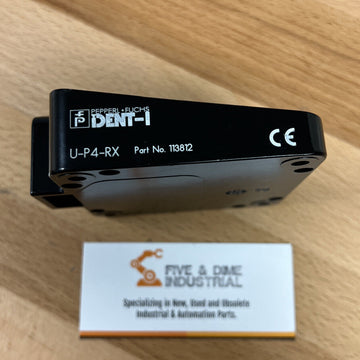 PEPPERL+FUCHS
IDENT-I
U-P4-RX Part No. 113812
CE
FIVE & DIME
INDUSTRIAL
Specializing in New, Used and Obsolete
Industrial & Automation Parts.